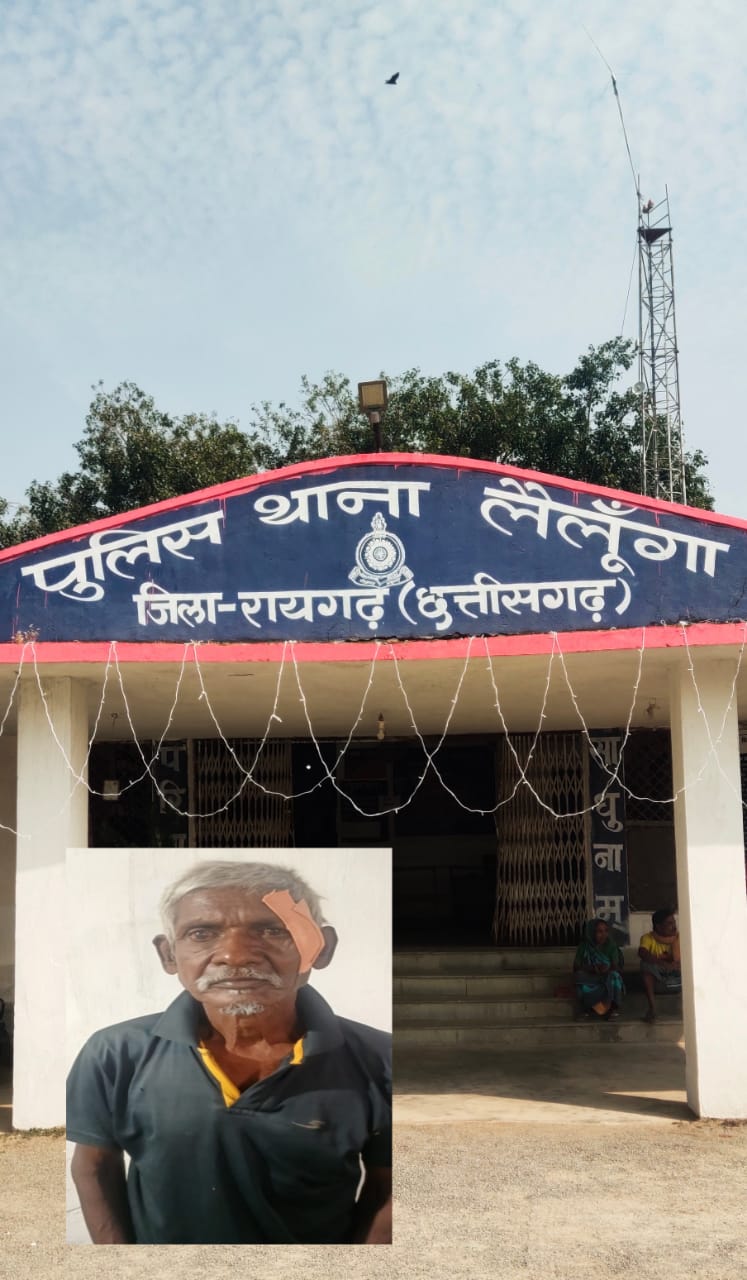 पुलिस थाना लैलूँगा
जिला-रायगढ़ (छत्तीसगढ़)
साधुनाम